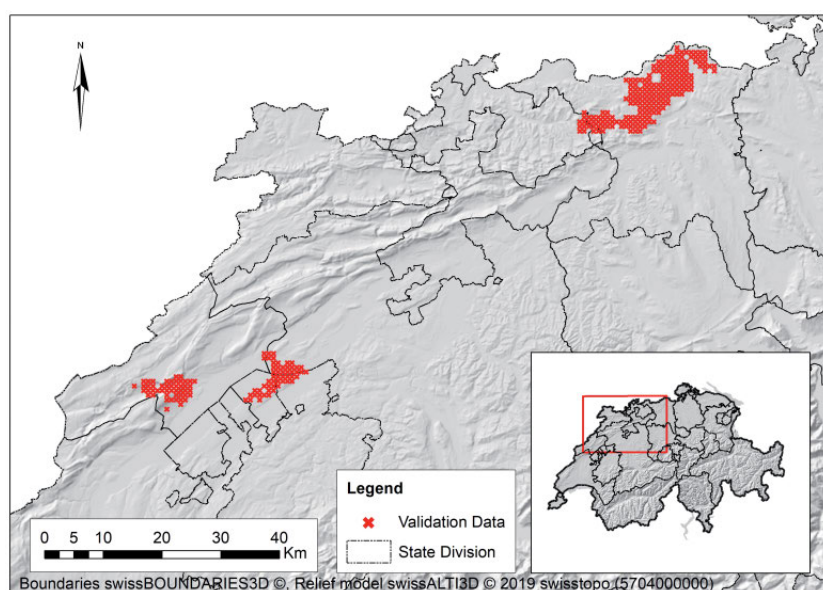 N
Legend
Validation Data
State Division
0 5 10 20 30 40
Km
Boundaries swissBOUNDARIES3D ©, Relief model swissALTI3D © 2019 swisstopo (5704000000)